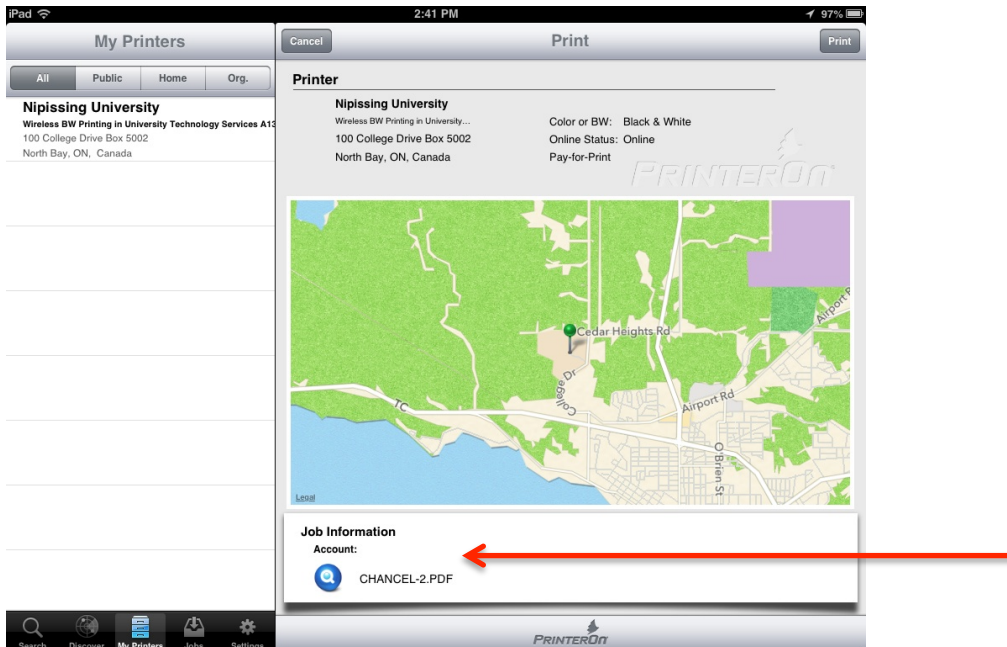 iPad 2:41 PM 97%
My Printers
All Public Home Org.
Nipissing University
Wireless BW Printing in University Technology Services A13
100 College Drive Box 5002
North Bay, ON, Canada
Search Discover My Printers Jobs Settings
Cancel Print Print
Printer
Nipissing University
Wireless BW Printing in University...
100 College Drive Box 5002
North Bay, ON, Canada
Color or BW: Black & White
Online Status: Online
Pay-for-Print
PRINTERON
Cedar Heights Rd
Airport R
College Dr
TC
Airport Rd
O'Brien St
Legal
Job Information
Account:
CHANCEL-2.PDF
PRINTERON